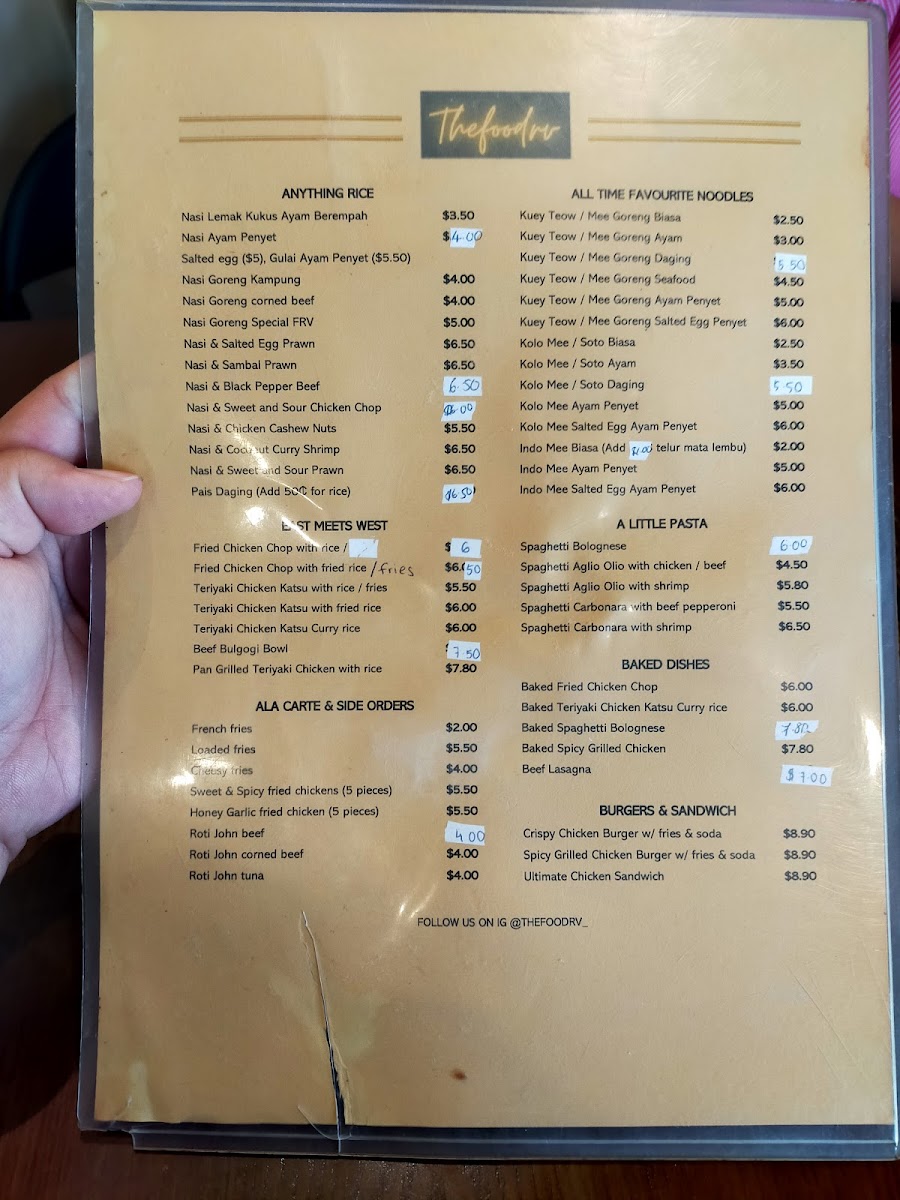 Thefoodrv
ANYTHING RICE
Nasi Lemak Kukus Ayam Berempah $3.50
Nasi Ayam Penyet $4.00
Salted egg ($5), Gulai Ayam Penyet ($5.50)
Nasi Goreng Kampung $4.00
Nasi Goreng corned beef $4.00
Nasi Goreng Special FRV $5.00
Nasi & Salted Egg Prawn $6.50
Nasi & Sambal Prawn $6.50
Nasi & Black Pepper Beef 6.50
Nasi & Sweet and Sour Chicken Chop $6.00
Nasi & Chicken Cashew Nuts $5.50
Nasi & Coconut Curry Shrimp $6.50
Nasi & Sweet and Sour Prawn $6.50
Pais Daging (Add 50¢ for rice) $6.50
EAST MEETS WEST
Fried Chicken Chop with rice / $ 6
Fried Chicken Chop with fried rice / fries $6.50
Teriyaki Chicken Katsu with rice / fries $5.50
Teriyaki Chicken Katsu with fried rice $6.00
Teriyaki Chicken Katsu Curry rice $6.00
Beef Bulgogi Bowl 7.50
Pan Grilled Teriyaki Chicken with rice $7.80
ALA CARTE & SIDE ORDERS
French fries $2.00
Loaded fries $5.50
Cheesy fries $4.00
Sweet & Spicy fried chickens (5 pieces) $5.50
Honey Garlic fried chicken (5 pieces) $5.50
Roti John beef 4.00
Roti John corned beef $4.00
Roti John tuna $4.00
ALL TIME FAVOURITE NOODLES
Kuey Teow / Mee Goreng Biasa $2.50
Kuey Teow / Mee Goreng Ayam $3.00
Kuey Teow / Mee Goreng Daging 5 50
Kuey Teow / Mee Goreng Seafood $4.50
Kuey Teow / Mee Goreng Ayam Penyet $5.00
Kuey Teow / Mee Goreng Salted Egg Penyet $6.00
Kolo Mee / Soto Biasa $2.50
Kolo Mee / Soto Ayam $3.50
Kolo Mee / Soto Daging 5 50
Kolo Mee Ayam Penyet $5.00
Kolo Mee Salted Egg Ayam Penyet $6.00
Indo Mee Biasa (Add $1.00 telur mata lembu) $2.00
Indo Mee Ayam Penyet $5.00
Indo Mee Salted Egg Ayam Penyet $6.00
A LITTLE PASTA
Spaghetti Bolognese 6 00
Spaghetti Aglio Olio with chicken / beef $4.50
Spaghetti Aglio Olio with shrimp $5.80
Spaghetti Carbonara with beef pepperoni $5.50
Spaghetti Carbonara with shrimp $6.50
BAKED DISHES
Baked Fried Chicken Chop $6.00
Baked Teriyaki Chicken Katsu Curry rice $6.00
Baked Spaghetti Bolognese 7.80
Baked Spicy Grilled Chicken $7.80
Beef Lasagna $7.00
BURGERS & SANDWICH
Crispy Chicken Burger w/ fries & soda $8.90
Spicy Grilled Chicken Burger w/ fries & soda $8.90
Ultimate Chicken Sandwich $8.90
FOLLOW US ON IG @THEFOODRV_